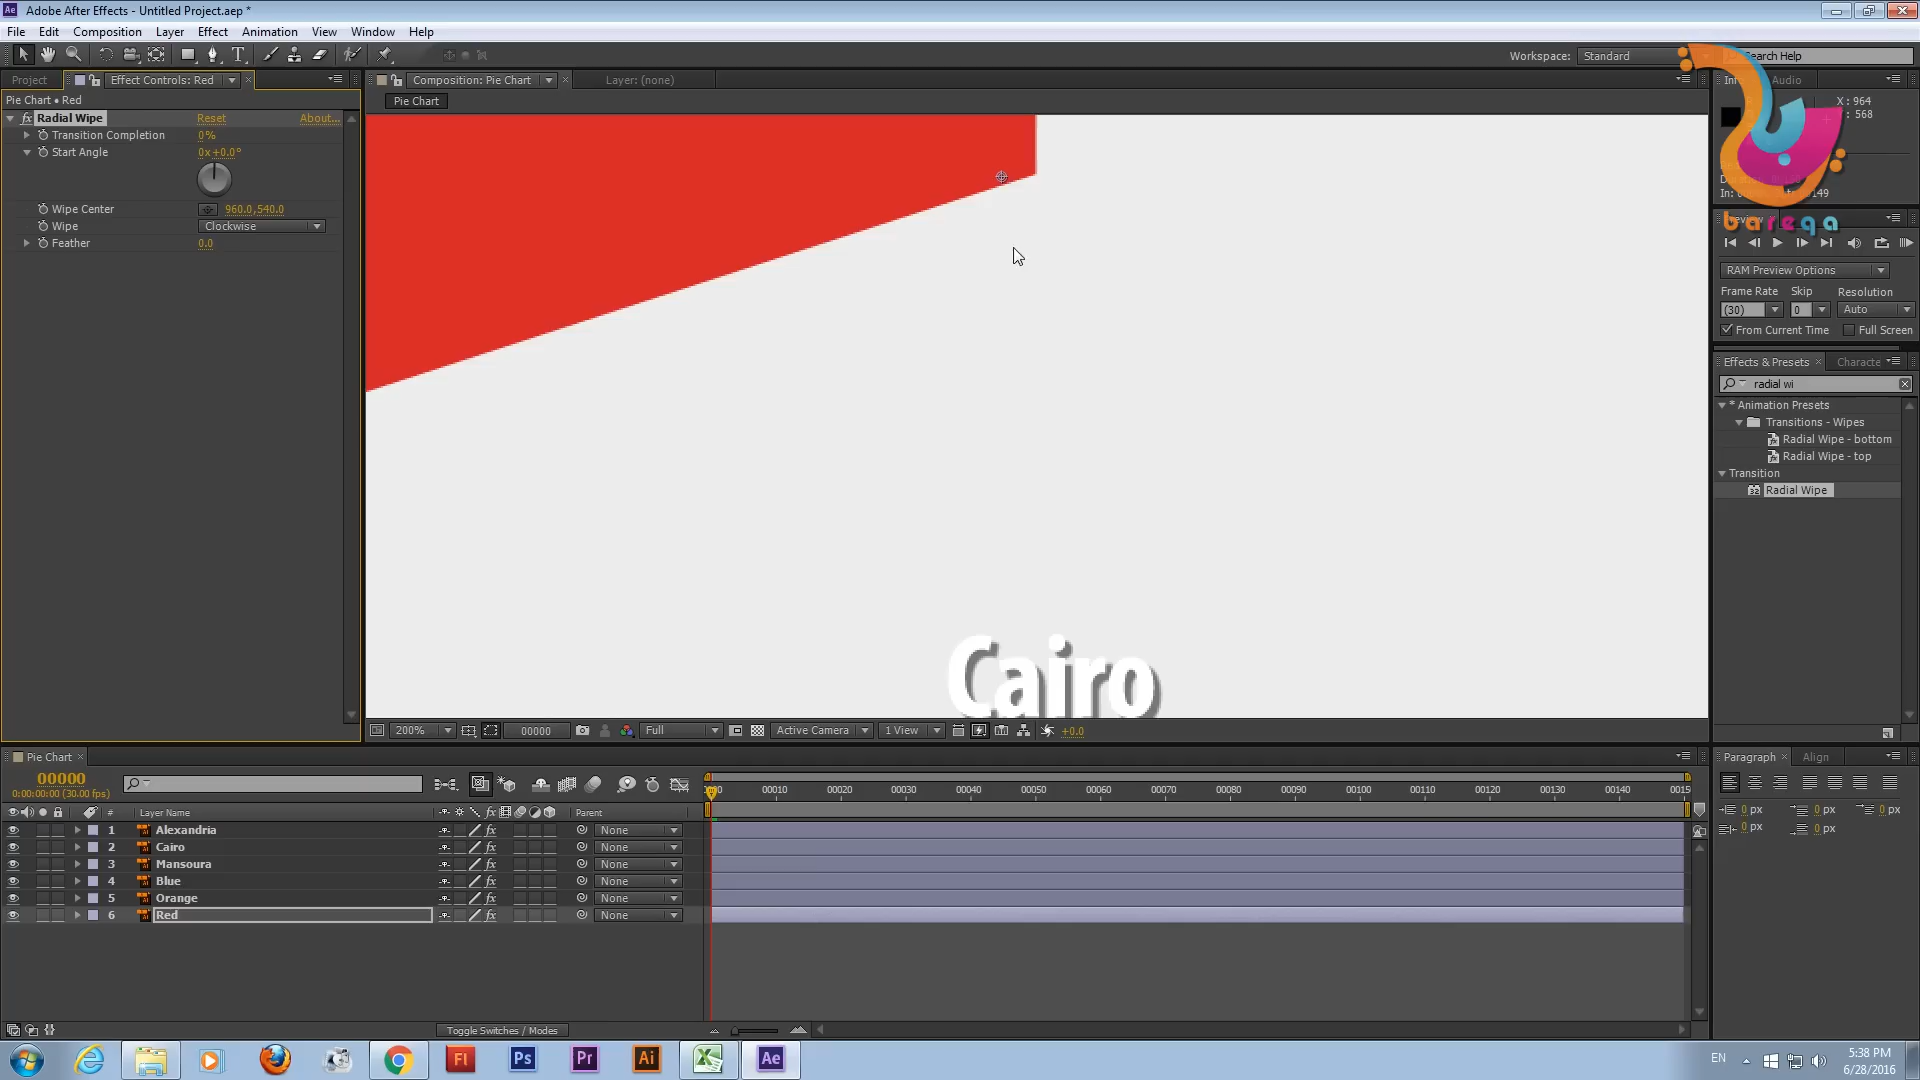 Adobe After Effects - Untitled Project.aep *
File Edit Composition Layer Effect Animation View Window Help
Workspace: Standard Search Help
Project Effect Controls: Red Composition: Pie Chart Layer: (none) Audio
Pie Chart • Red
Pie Chart
X : 964
: 568
Radial Wipe Reset About...
Transition Completion 0%
Start Angle 0x+0.0°
Wipe Center 960.0,540.0
Wipe Clockwise
Feather 0.0
bareqa
RAM Preview Options
Frame Rate Skip Resolution
(30) 0 Auto
From Current Time Full Screen
Effects & Presets Characte
radial wi
* Animation Presets
Transitions - Wipes
Radial Wipe - bottom
Radial Wipe - top
Transition
32 Radial Wipe
Cairo
200% 00000 Full Active Camera 1 View +0.0
Pie Chart
Paragraph Align
00000
0:00:00:00 (30.00 fps)
00010 00020 00030 00040 00050 00060 00070 00080 00090 00100 00110 00120 00130 00140 0015
# Layer Name Parent
0 px 0 px 0 px
0 px 0 px
1 Alexandria None
2 Cairo None
3 Mansoura None
4 Blue None
5 Orange None
6 Red None
Toggle Switches / Modes
Fl Ps Pr Ai Ae
EN
5:38 PM
6/28/2016